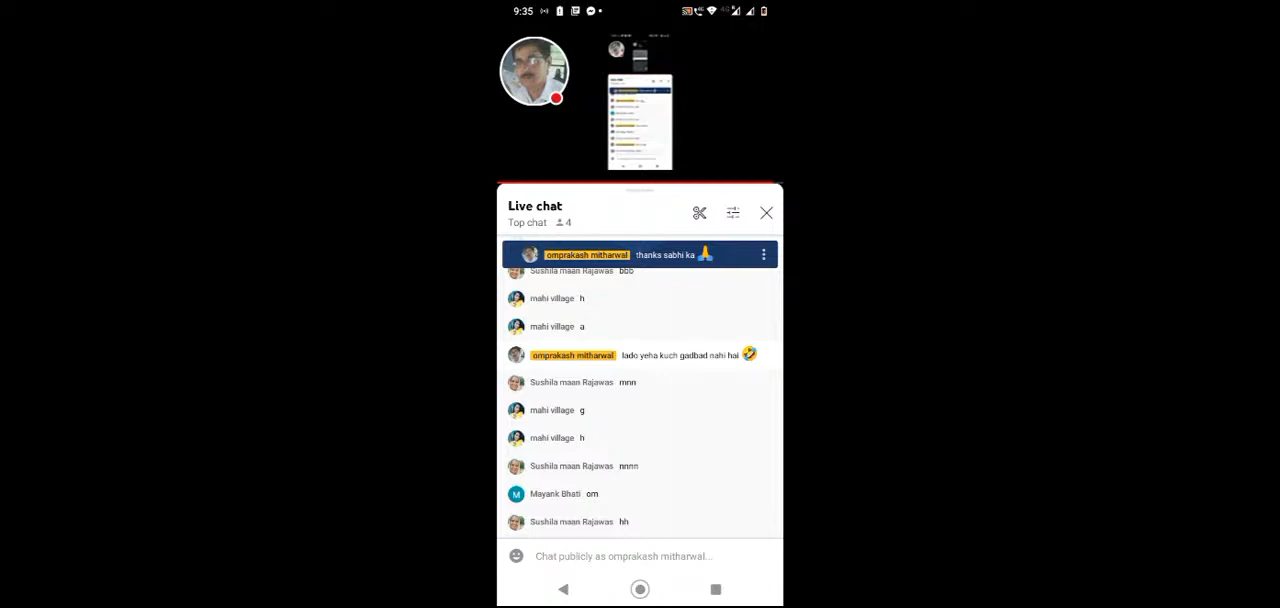 9:35
Live chat
Top chat 4
omprakash mitharwal thanks sabhi ka 🙏
Sushila maan Rajawas bbb
mahi village h
mahi village a
omprakash mitharwal lado yeha kuch gadbad nahi hai 🤣
Sushila maan Rajawas mnn
mahi village g
mahi village h
Sushila maan Rajawas nnnn
M Mayank Bhati om
Sushila maan Rajawas hh
Chat publicly as omprakash mitharwal...